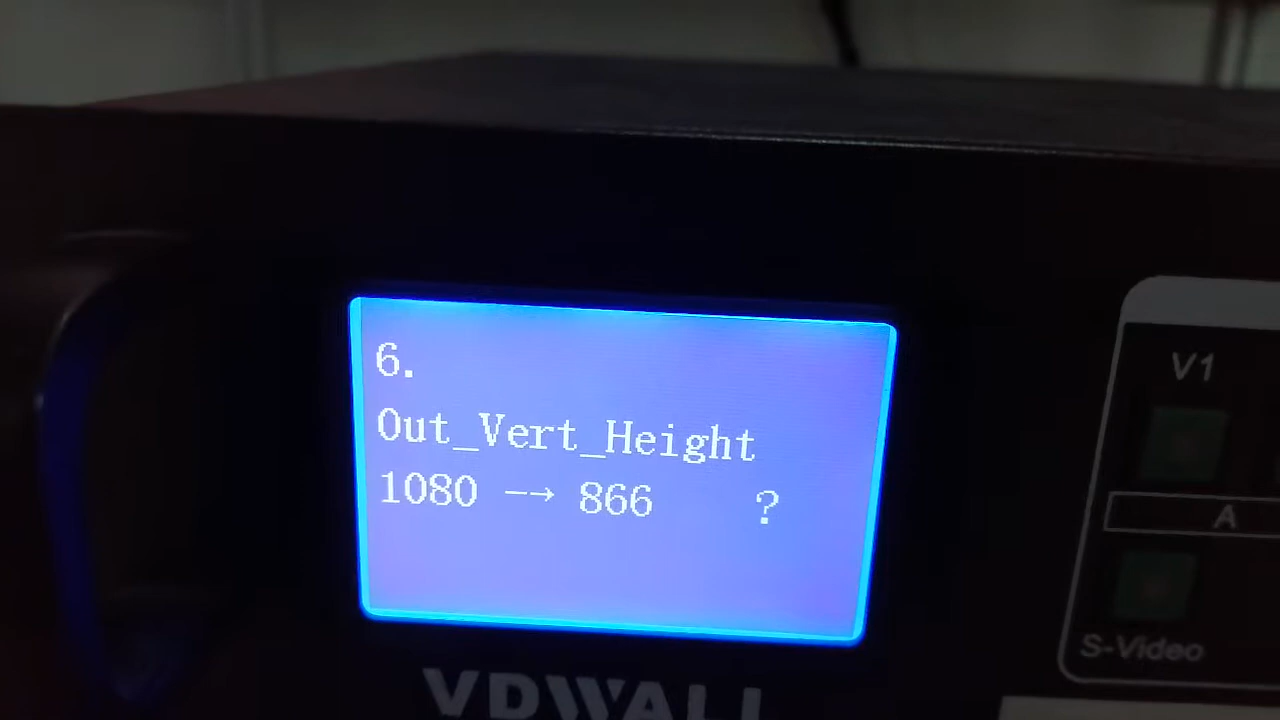 6.
Out_Vert_Height
1080 --→ 866 ?
VDWALL
V1
A
S-Video